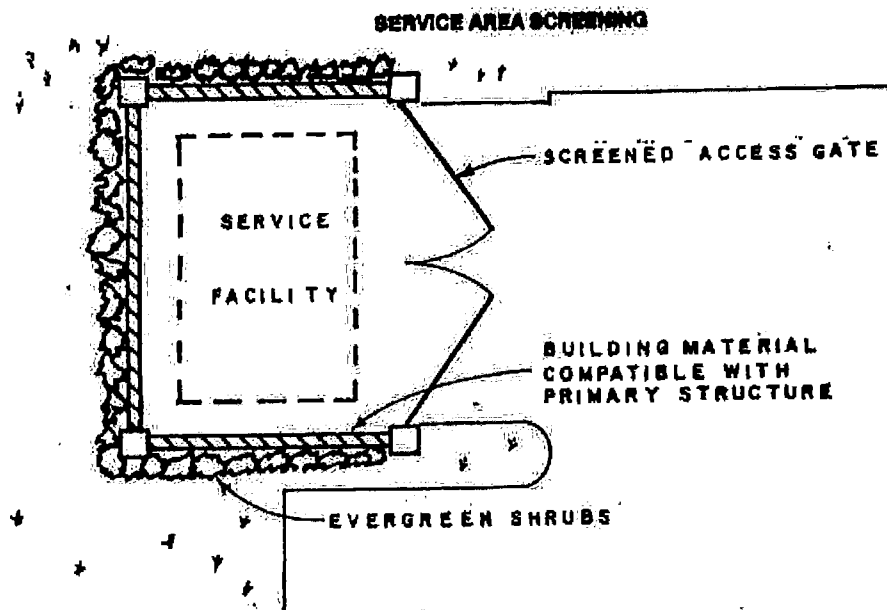 SERVICE AREA SCREENING
SCREENED ACCESS GATE
SERVICE
FACILITY
BUILDING MATERIAL
COMPATIBLE WITH
PRIMARY STRUCTURE
EVERGREEN SHRUBS